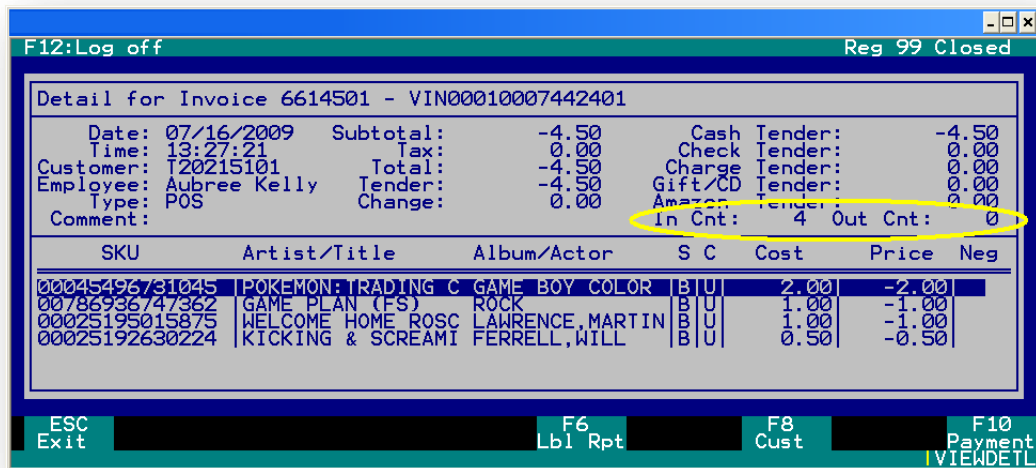 F12:Log off Reg 99 Closed
Detail for Invoice 6614501 - VIN00010007442401
Date: 07/16/2009 Subtotal: -4.50 Cash Tender: -4.50
Time: 13:27:21 Tax: 0.00 Check Tender: 0.00
Customer: T20215101 Total: -4.50 Charge Tender: 0.00
Employee: Aubree Kelly Tender: -4.50 Gift/CD Tender: 0.00
Type: POS Change: 0.00 Amazon Tender: 0.00
Comment: In Cnt: 4 Out Cnt: 0
SKU Artist/Title Album/Actor S C Cost Price Neg
00045496731045 |POKEMON:TRADING C GAME BOY COLOR |B|U| 2.00| -2.00|
00786936747362 |GAME PLAN (FS) ROCK |B|U| 1.00| -1.00|
00025195015875 |WELCOME HOME ROSC LAWRENCE,MARTIN|B|U| 1.00| -1.00|
00025192630224 |KICKING & SCREAMI FERRELL,WILL |B|U| 0.50| -0.50|
ESC F6 F8 F10
Exit Lbl Rpt Cust Payment
|VIEWDETL